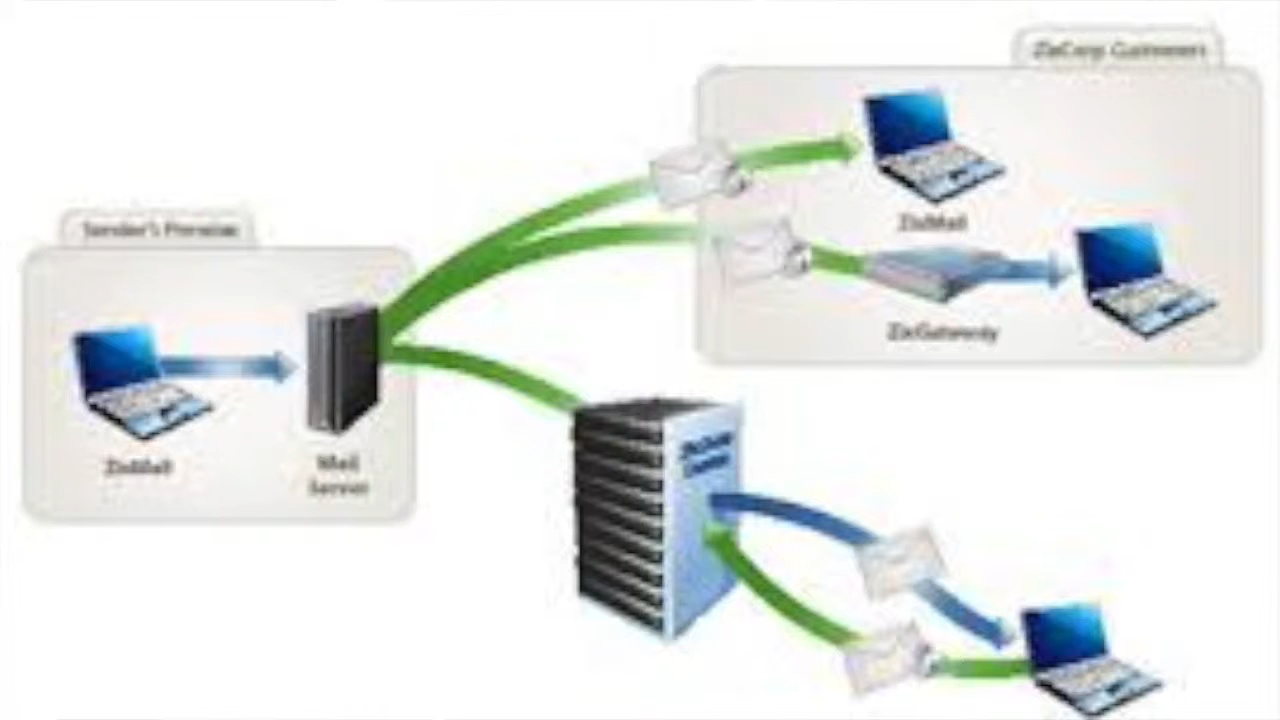 ZixCorp Customers
Sender's Premise
ZixMail
ZixGateway
ZixMail
Mail
Server